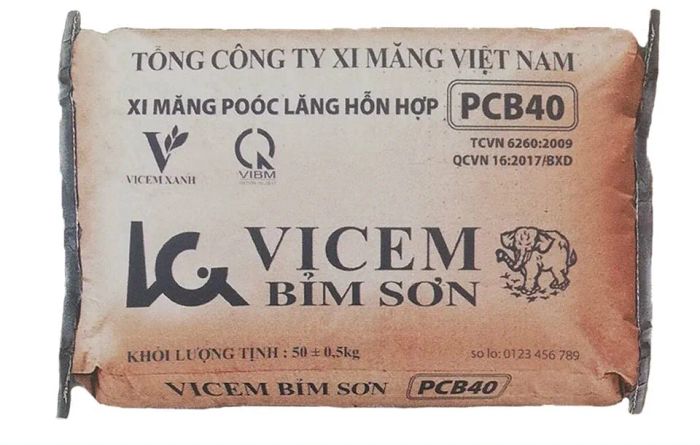 TỔNG CÔNG TY XI MĂNG VIỆT NAM
XI MĂNG POÓC LĂNG HỖN HỢP PCB40
TCVN 6260:2009
QCVN 16:2017/BXD
VICEM XANH
VIBM
VICEM
BỈM SƠN
KHỐI LƯỢNG TỊNH : 50 ± 0,5kg
so lo: 0123 456 789
VICEM BỈM SƠN PCB40